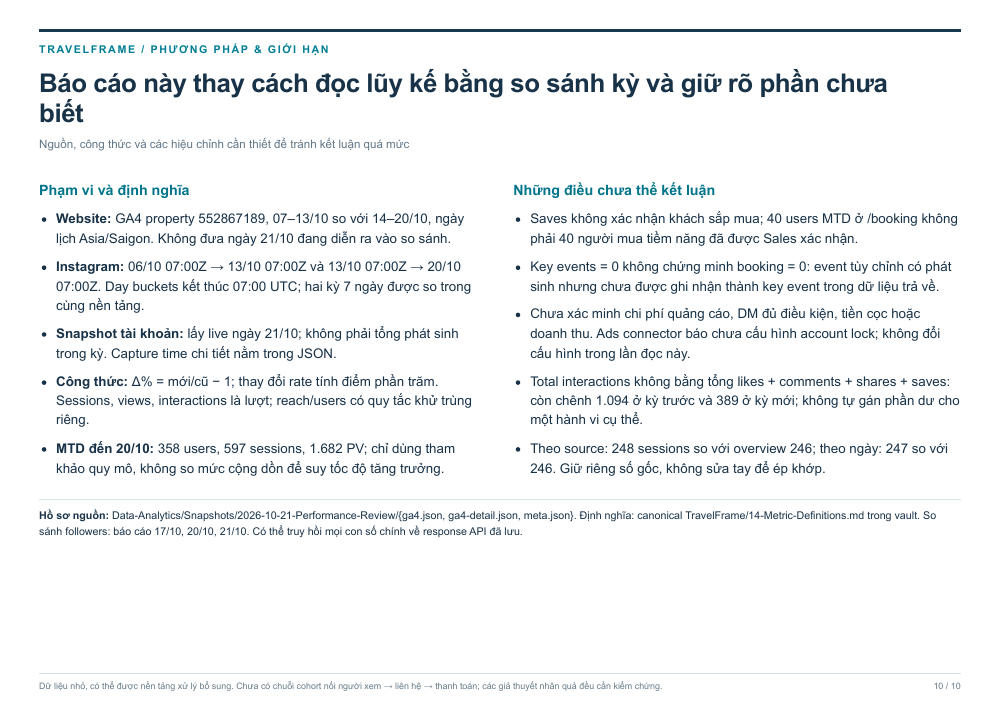 TRAVELFRAME / PHƯƠNG PHÁP & GIỚI HẠN
Báo cáo này thay cách đọc lũy kế bằng so sánh kỳ và giữ rõ phần chưa
biết
Nguồn, công thức và các hiệu chỉnh cần thiết để tránh kết luận quá mức
Phạm vi và định nghĩa
• Website: GA4 property 552867189, 07–13/10 so với 14–20/10, ngày
lịch Asia/Saigon. Không đưa ngày 21/10 đang diễn ra vào so sánh.
• Instagram: 06/10 07:00Z → 13/10 07:00Z và 13/10 07:00Z → 20/10
07:00Z. Day buckets kết thúc 07:00 UTC; hai kỳ 7 ngày được so trong
cùng nền tảng.
• Snapshot tài khoản: lấy live ngày 21/10; không phải tổng phát sinh
trong kỳ. Capture time chi tiết nằm trong JSON.
• Công thức: Δ% = mới/cũ − 1; thay đổi rate tính điểm phần trăm.
Sessions, views, interactions là lượt; reach/users có quy tắc khử trùng
riêng.
• MTD đến 20/10: 358 users, 597 sessions, 1.682 PV; chỉ dùng tham
khảo quy mô, không so mức cộng dồn để suy tốc độ tăng trưởng.
Những điều chưa thể kết luận
• Saves không xác nhận khách sắp mua; 40 users MTD ở /booking không
phải 40 người mua tiềm năng đã được Sales xác nhận.
• Key events = 0 không chứng minh booking = 0: event tùy chỉnh có phát
sinh nhưng chưa được ghi nhận thành key event trong dữ liệu trả về.
• Chưa xác minh chi phí quảng cáo, DM đủ điều kiện, tiền cọc hoặc
doanh thu. Ads connector báo chưa cấu hình account lock; không đổi
cấu hình trong lần đọc này.
• Total interactions không bằng tổng likes + comments + shares + saves:
còn chênh 1.094 ở kỳ trước và 389 ở kỳ mới; không tự gán phần dư cho
một hành vi cụ thể.
• Theo source: 248 sessions so với overview 246; theo ngày: 247 so với
246. Giữ riêng số gốc, không sửa tay để ép khớp.
Hồ sơ nguồn: Data-Analytics/Snapshots/2026-10-21-Performance-Review/{ga4.json, ga4-detail.json, meta.json}. Định nghĩa: canonical TravelFrame/14-Metric-Definitions.md trong vault. So
sánh followers: báo cáo 17/10, 20/10, 21/10. Có thể truy hồi mọi con số chính về response API đã lưu.
Dữ liệu nhỏ, có thể được nền tảng xử lý bổ sung. Chưa có chuỗi cohort nối người xem → liên hệ → thanh toán; các giả thuyết nhân quả đều cần kiểm chứng.
10 / 10